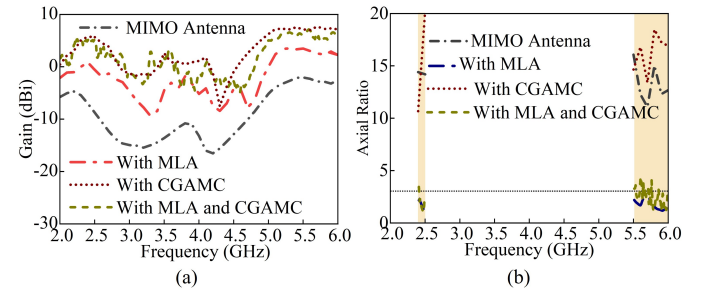 10
0
-10
-20
-30
Gain (dBi)
MIMO Antenna
With MLA
With CGAMC
With MLA and CGAMC
2.0 2.5 3.0 3.5 4.0 4.5 5.0 5.5 6.0
Frequency (GHz)
(a)
20
15
10
5
0
Axial Ratio
MIMO Antenna
With MLA
With CGAMC
With MLA and CGAMC
2.0 2.5 3.0 3.5 4.0 4.5 5.0 5.5 6.0
Frequency (GHz)
(b)